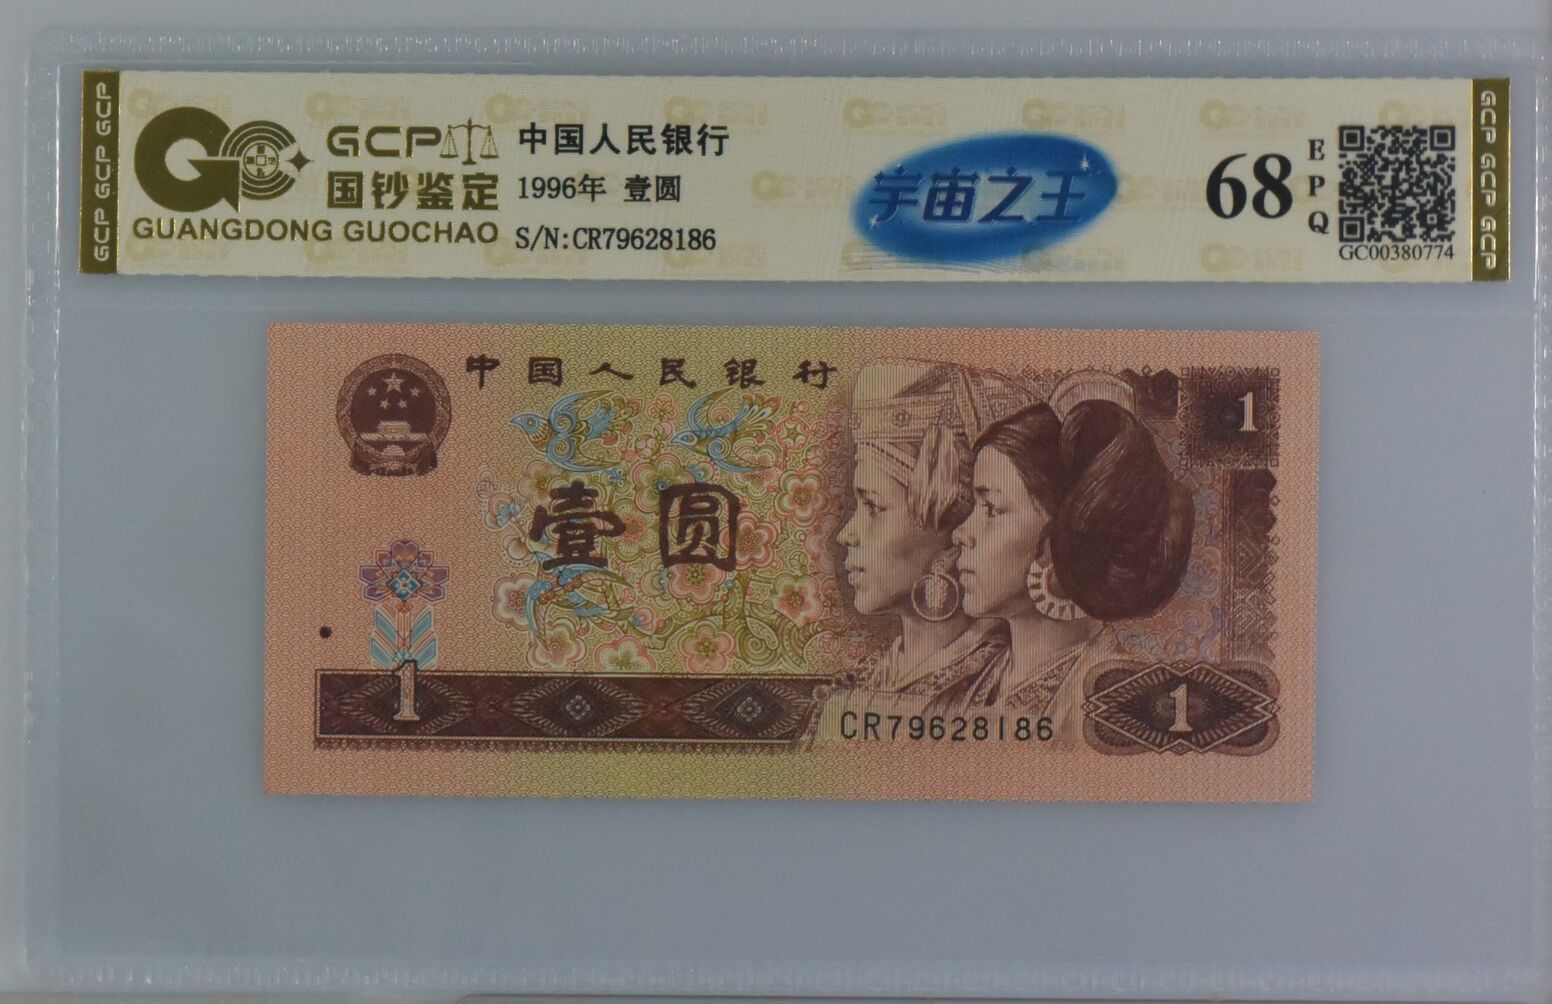 GCP GCP GCP
GCP
国钞鉴定
GUANGDONG GUOCHAO
中国人民银行
1996年 壹圆
S/N:CR79628186
宇宙之王
68
EPQ
GC00380774
GCP GCP GCP
中国人民银行
1
壹圆
1
CR79628186
1